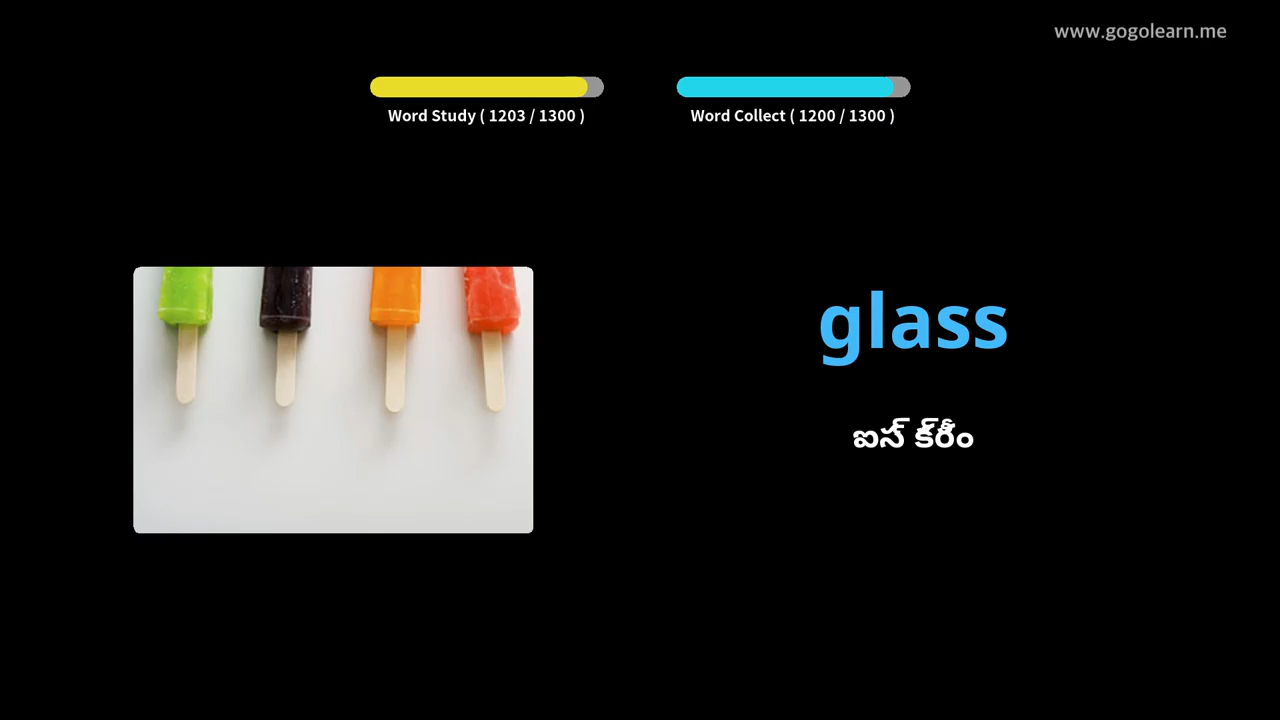 www.gogolearn.me
Word Study ( 1203 / 1300 )
Word Collect ( 1200 / 1300 )
glass
ఐస్ క్రీం